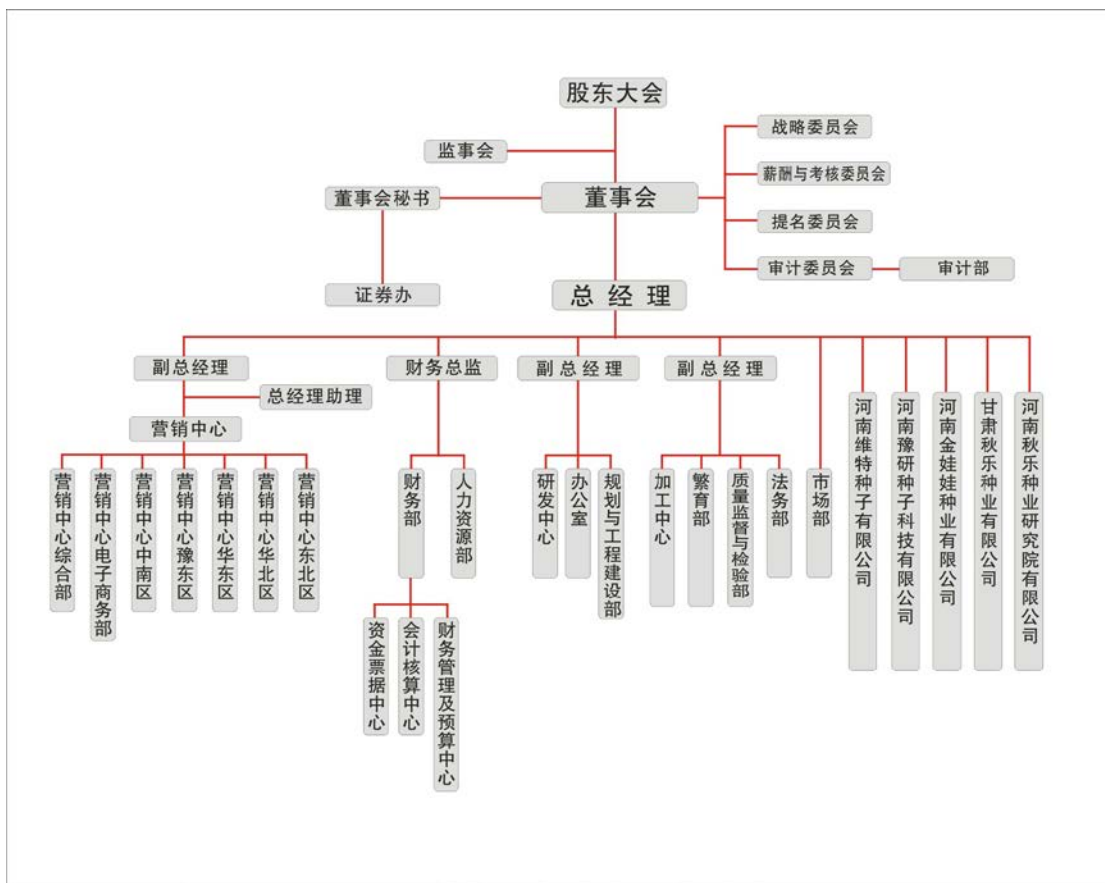 股东大会
监事会
战略委员会
薪酬与考核委员会
董事会秘书
董事会
提名委员会
审计委员会
审计部
证券办
总经理
副总经理
财务总监
副总经理
副总经理
总经理助理
营销中心
营销中心综合部
营销中心电子商务部
营销中心中南区
营销中心豫东区
营销中心华东区
营销中心华北区
营销中心东北区
财务部
人力资源部
研发中心
办公室
规划与工程建设部
加工中心
繁育部
质量监督与检验部
法务部
市场部
河南维特种子有限公司
河南豫研种子科技有限公司
河南金娃娃种业有限公司
甘肃秋乐种业有限公司
河南秋乐种业研究院有限公司
资金票据中心
会计核算中心
财务管理及预算中心